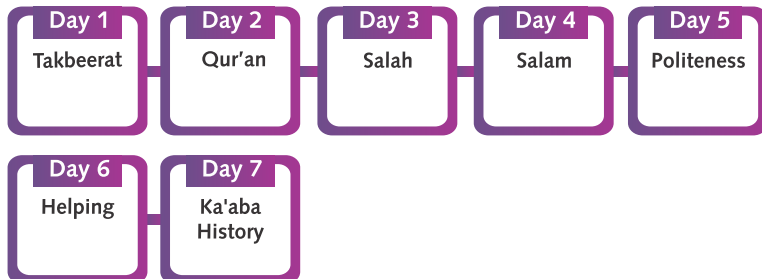 Day 1
Takbeerat
Day 2
Qur’an
Day 3
Salah
Day 4
Salam
Day 5
Politeness
Day 6
Helping
Day 7
Ka'aba
History